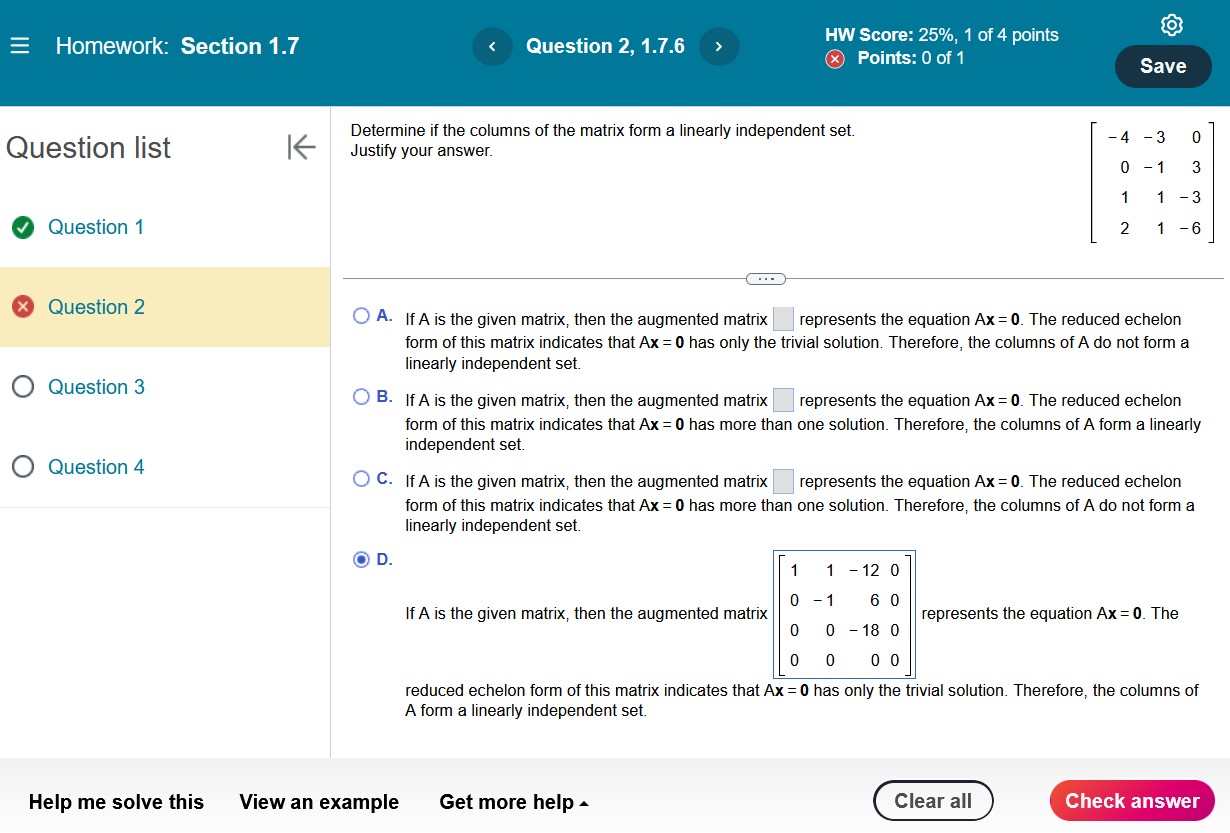 Homework: Section 1.7
Question 2, 1.7.6
HW Score: 25%, 1 of 4 points
Points: 0 of 1
Save
Question list
Question 1
Question 2
Question 3
Question 4
Determine if the columns of the matrix form a linearly independent set.
Justify your answer.
−4 −3 0
0 −1 3
1 1 −3
2 1 −6
A. If A is the given matrix, then the augmented matrix represents the equation Ax = 0. The reduced echelon
form of this matrix indicates that Ax = 0 has only the trivial solution. Therefore, the columns of A do not form a
linearly independent set.
B. If A is the given matrix, then the augmented matrix represents the equation Ax = 0. The reduced echelon
form of this matrix indicates that Ax = 0 has more than one solution. Therefore, the columns of A form a linearly
independent set.
C. If A is the given matrix, then the augmented matrix represents the equation Ax = 0. The reduced echelon
form of this matrix indicates that Ax = 0 has more than one solution. Therefore, the columns of A do not form a
linearly independent set.
D.
1 1 −12 0
0 −1 6 0
0 0 −18 0
0 0 0 0
If A is the given matrix, then the augmented matrix represents the equation Ax = 0. The
reduced echelon form of this matrix indicates that Ax = 0 has only the trivial solution. Therefore, the columns of
A form a linearly independent set.
Help me solve this
View an example
Get more help
Clear all
Check answer